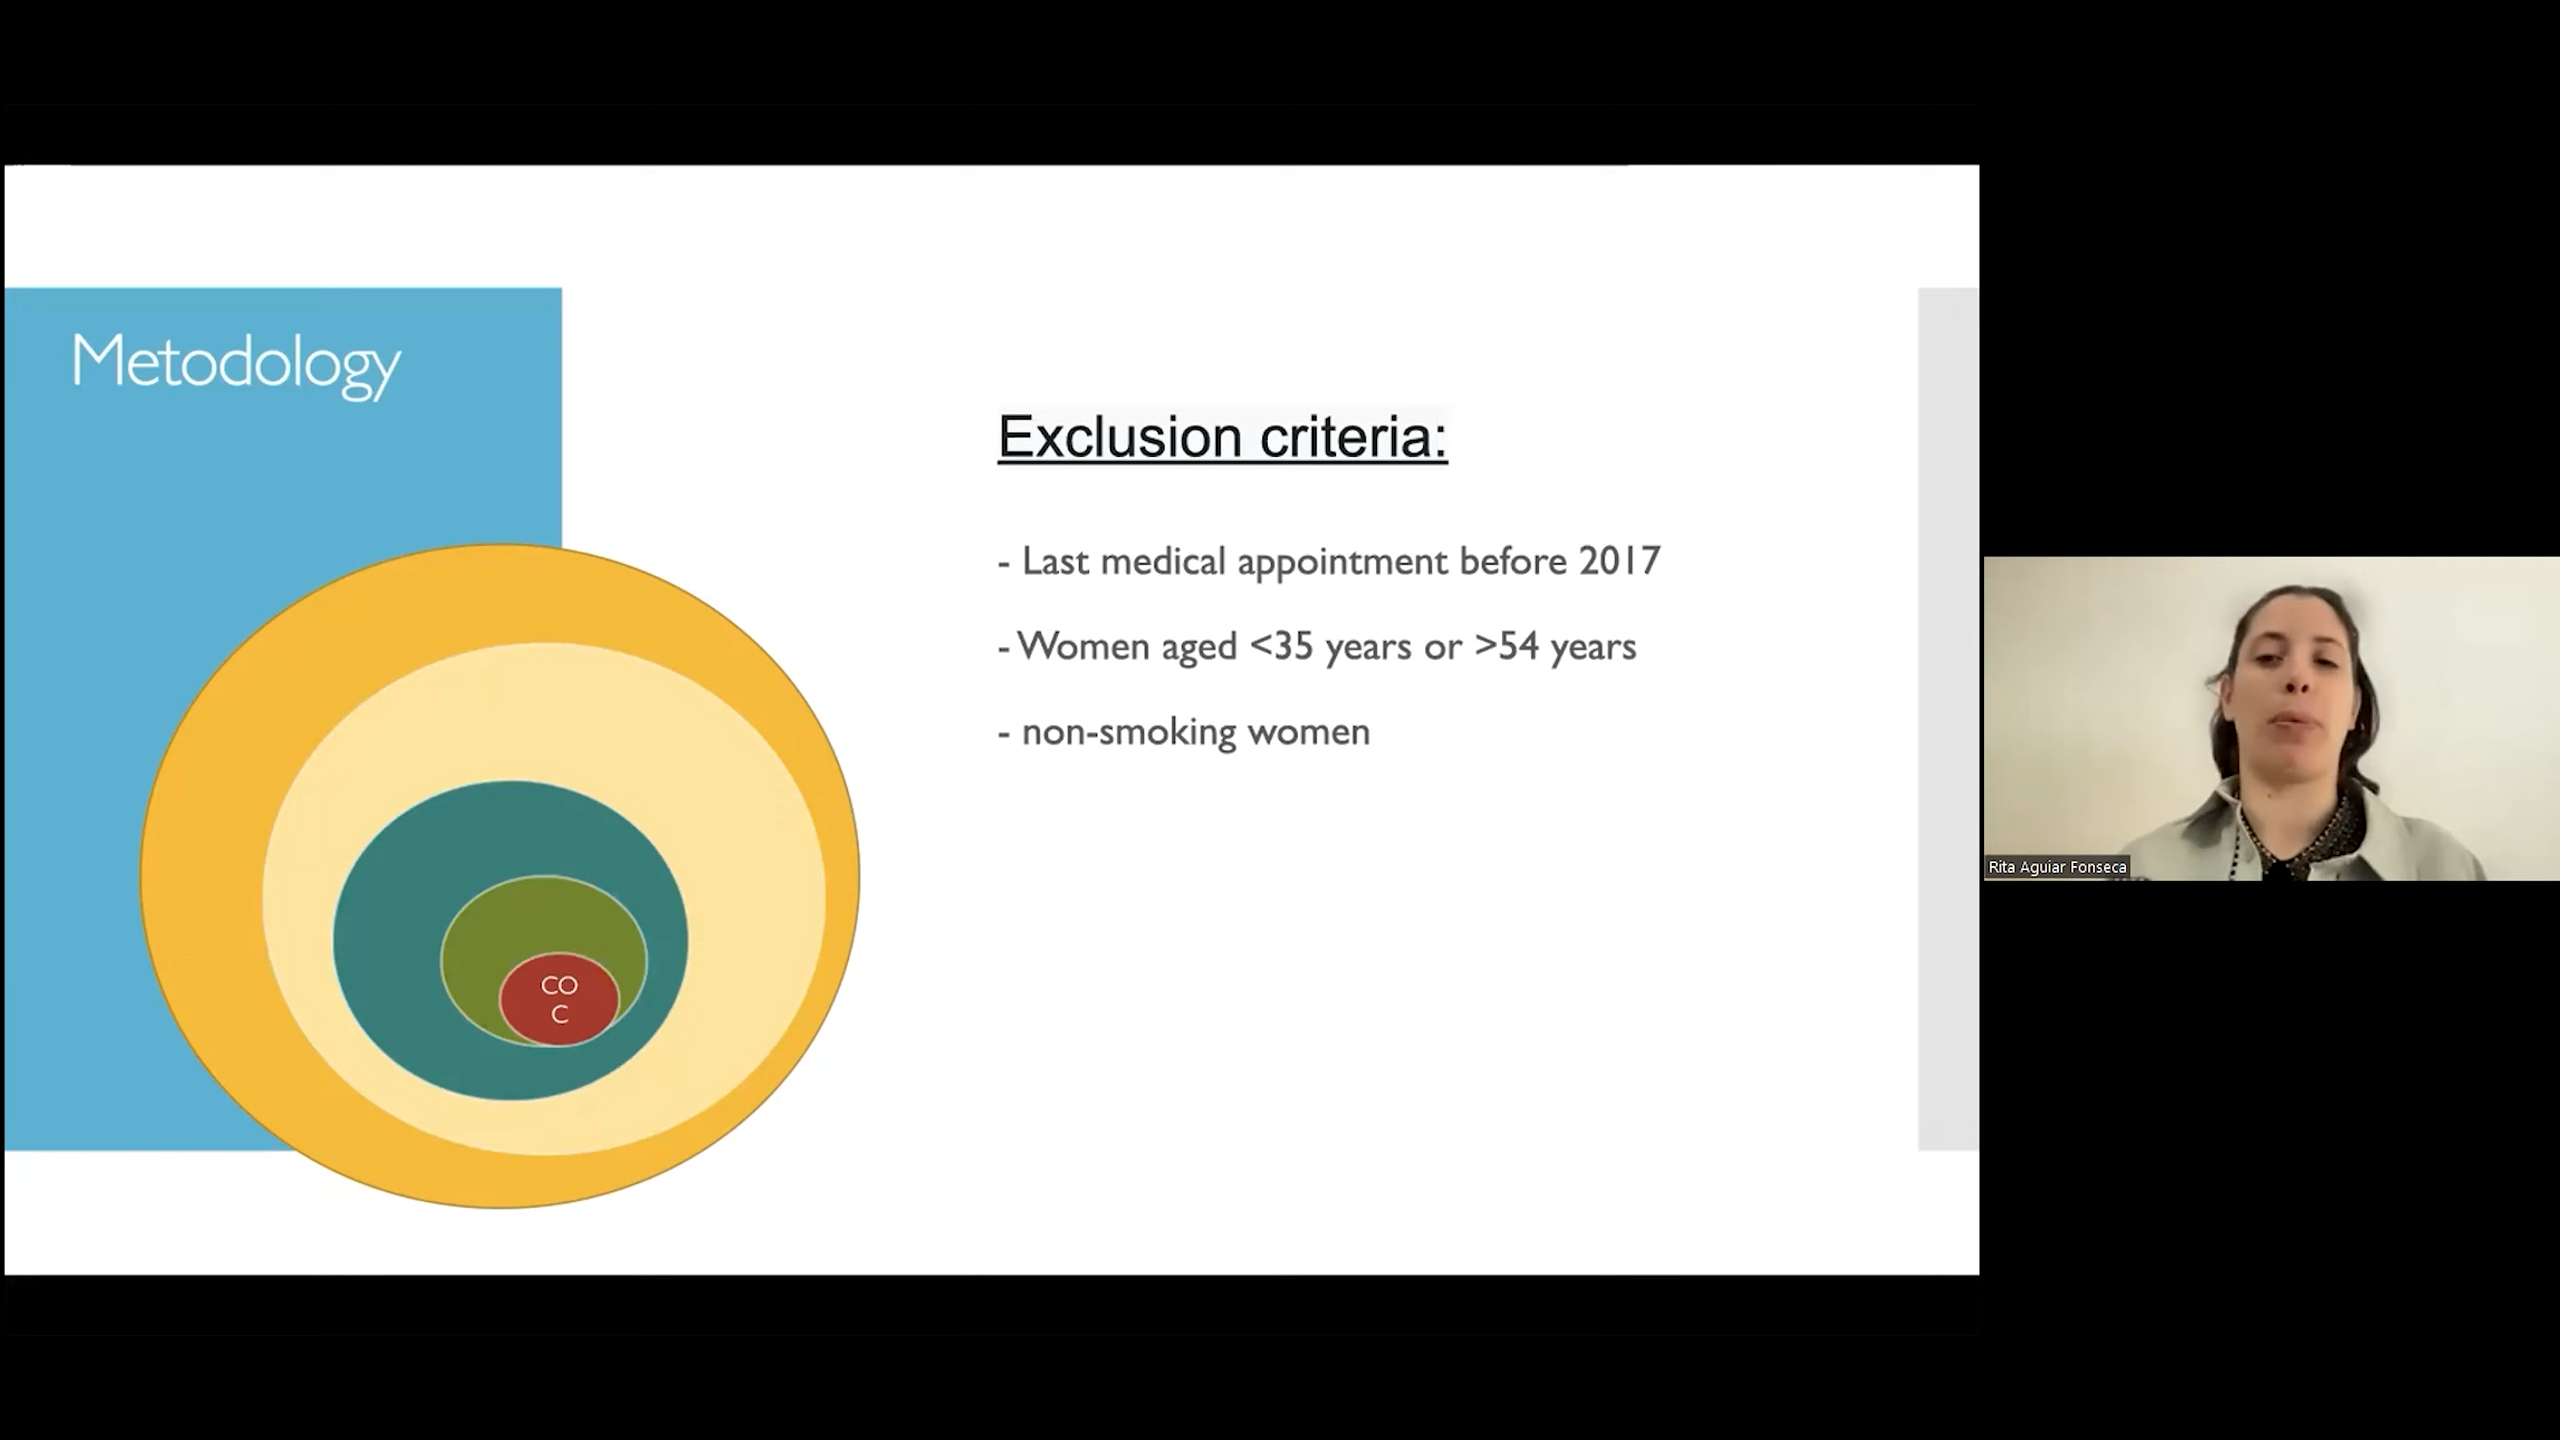 Metodology
Exclusion criteria:
- Last medical appointment before 2017
- Women aged <35 years or >54 years
- non-smoking women
CO
C
Rita Aguiar Fonseca